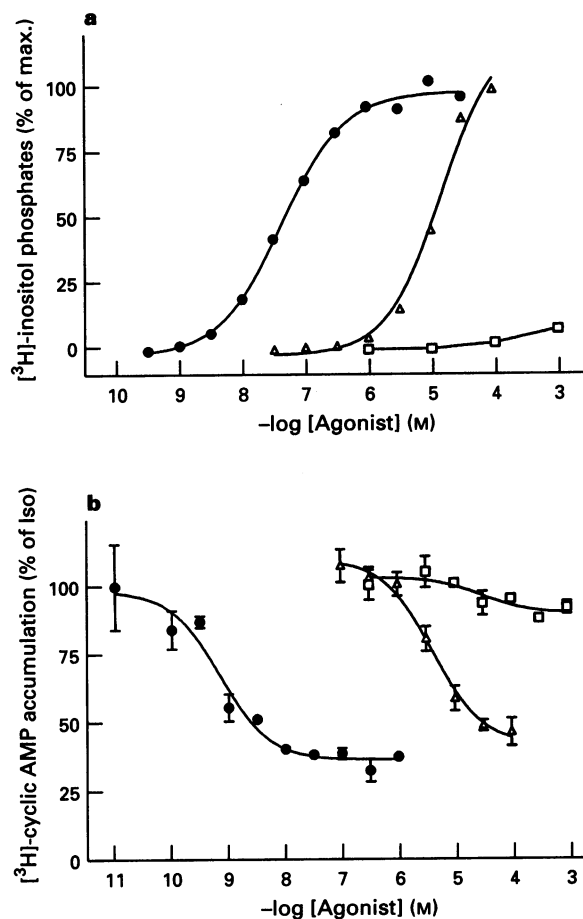 a
[³H]-inositol phosphates (% of max.)
100
75
50
25
0
10 9 8 7 6 5 4 3
–log [Agonist] (M)
b
[³H]-cyclic AMP accumulation (% of Iso)
100
75
50
25
0
11 10 9 8 7 6 5 4 3
–log [Agonist] (M)